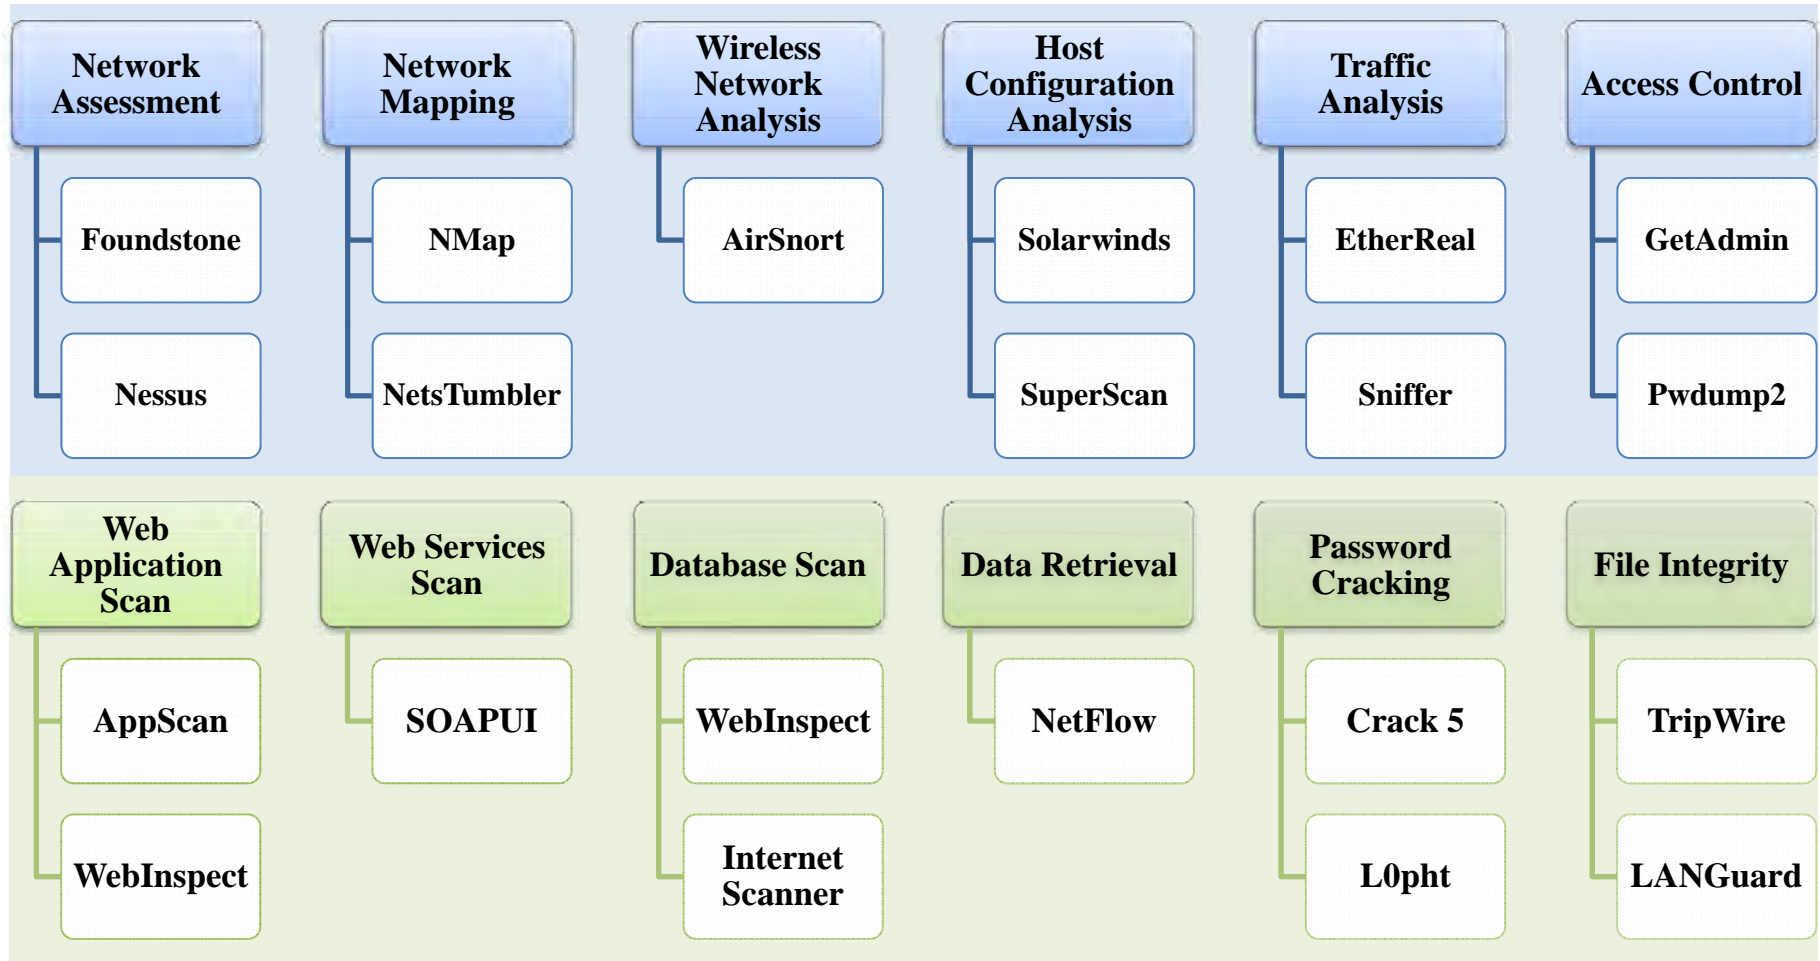 Network
Assessment
Foundstone
Nessus
Network
Mapping
NMap
NetsTumbler
Wireless
Network
Analysis
AirSnort
Host
Configuration
Analysis
Solarwinds
SuperScan
Traffic
Analysis
EtherReal
Sniffer
Access Control
GetAdmin
Pwdump2
Web
Application
Scan
AppScan
WebInspect
Web Services
Scan
SOAPUI
Database Scan
WebInspect
Internet
Scanner
Data Retrieval
NetFlow
Password
Cracking
Crack 5
L0pht
File Integrity
TripWire
LANGuard